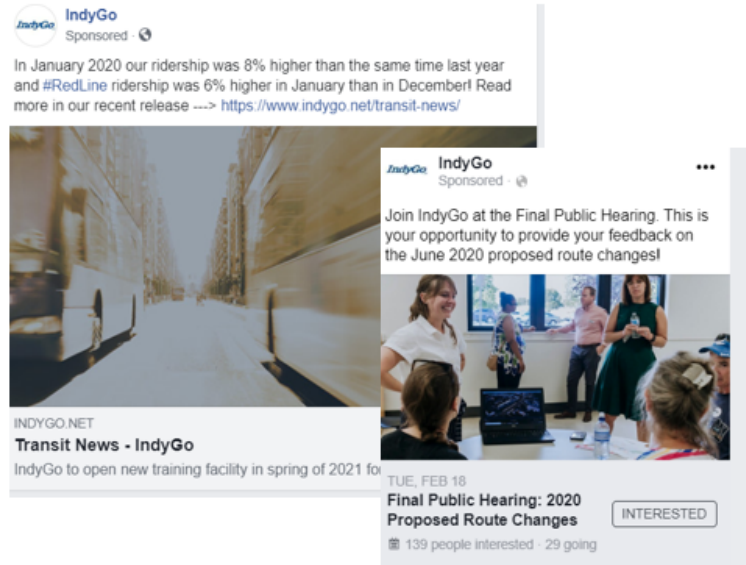 IndyGo
IndyGo
Sponsored ·
In January 2020 our ridership was 8% higher than the same time last year
and #RedLine ridership was 6% higher in January than in December! Read
more in our recent release ---> https://www.indygo.net/transit-news/
INDYGO.NET
Transit News - IndyGo
IndyGo to open new training facility in spring of 2021 fo
IndyGo
IndyGo
Sponsored ·
Join IndyGo at the Final Public Hearing. This is
your opportunity to provide your feedback on
the June 2020 proposed route changes!
TUE, FEB 18
Final Public Hearing: 2020
Proposed Route Changes
INTERESTED
139 people interested · 29 going